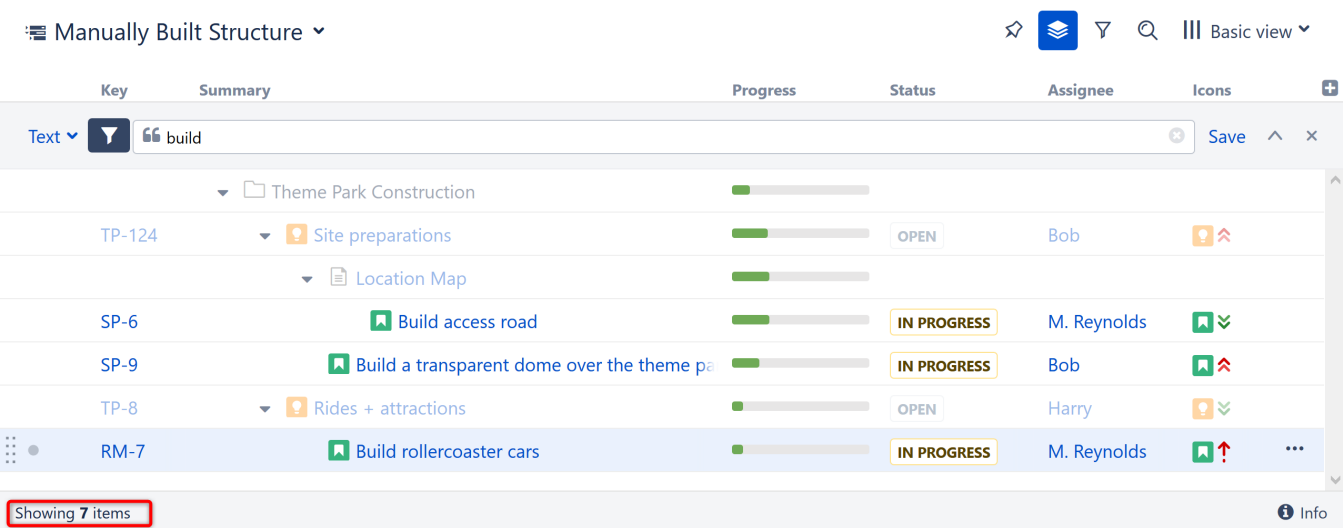 Manually Built Structure
Basic view
Key Summary Progress Status Assignee Icons
Text build Save
Theme Park Construction
TP-124 Site preparations OPEN Bob
Location Map
SP-6 Build access road IN PROGRESS M. Reynolds
SP-9 Build a transparent dome over the theme pa IN PROGRESS Bob
TP-8 Rides + attractions OPEN Harry
RM-7 Build rollercoaster cars IN PROGRESS M. Reynolds
Showing 7 items Info